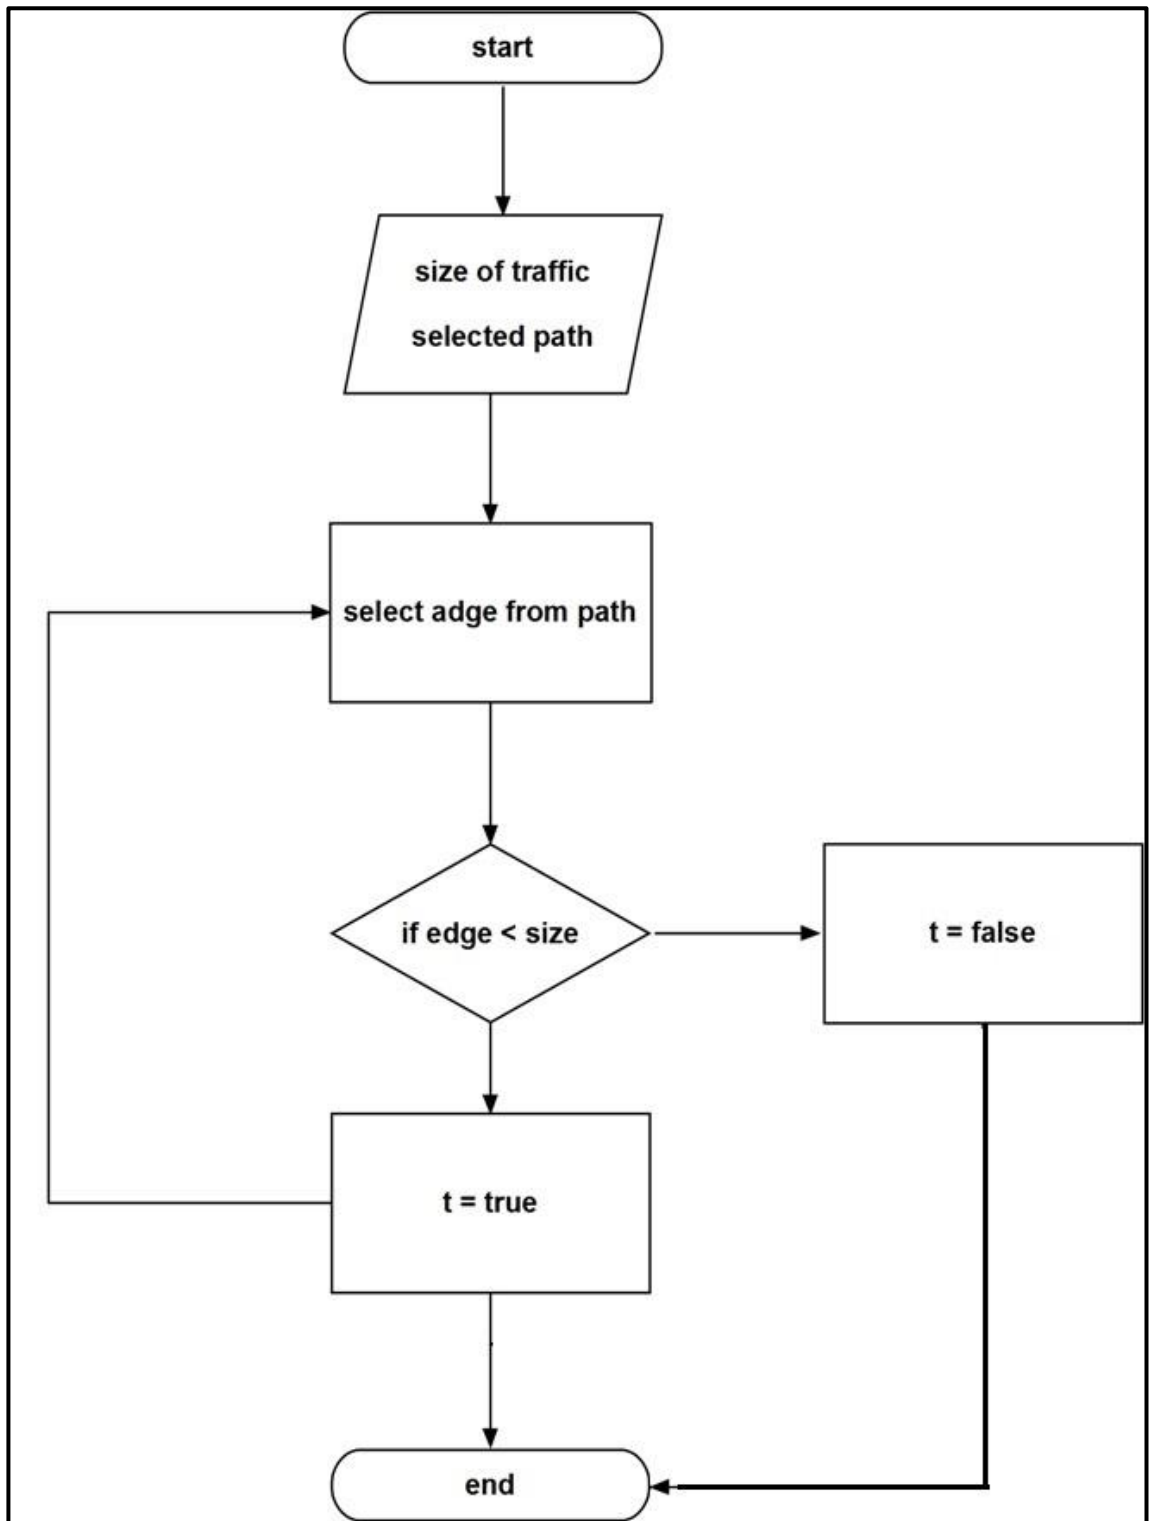 start
size of traffic
selected path
select adge from path
if edge < size
t = false
t = true
end